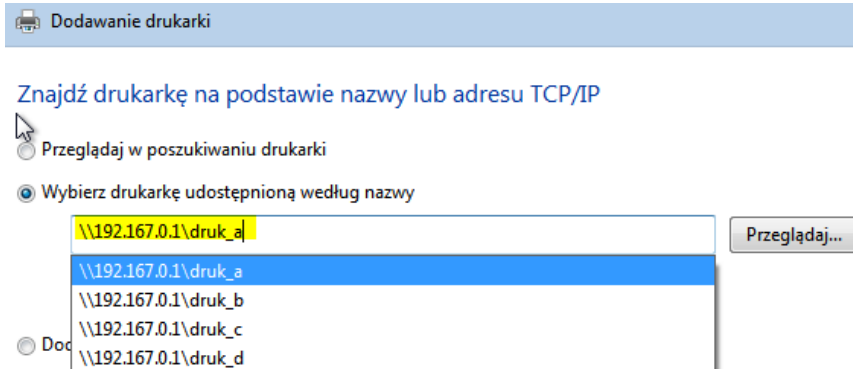 Dodawanie drukarki
Znajdź drukarkę na podstawie nazwy lub adresu TCP/IP
Przeglądaj w poszukiwaniu drukarki
Wybierz drukarkę udostępnioną według nazwy
\\192.167.0.1\druk_a
Przeglądaj...
\\192.167.0.1\druk_a
\\192.167.0.1\druk_b
\\192.167.0.1\druk_c
\\192.167.0.1\druk_d